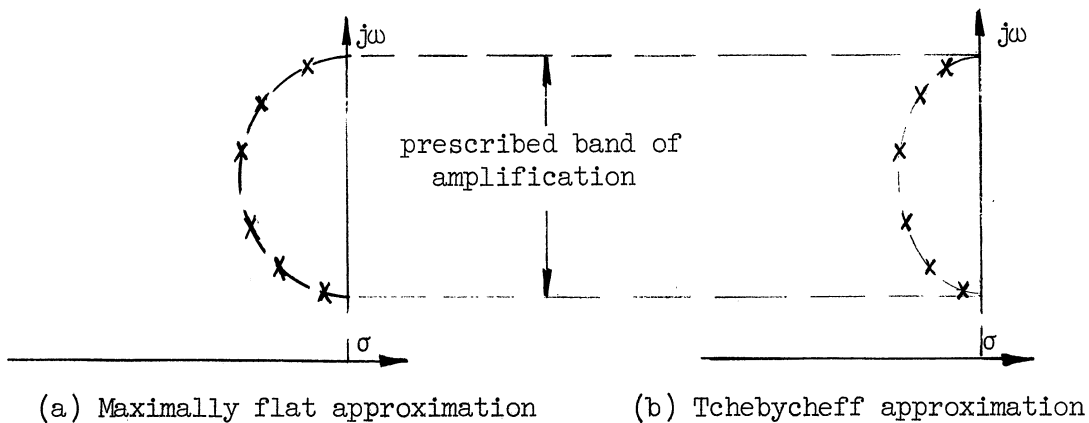 jω
jω
prescribed band of
amplification
σ
σ
(a) Maximally flat approximation
(b) Tchebycheff approximation